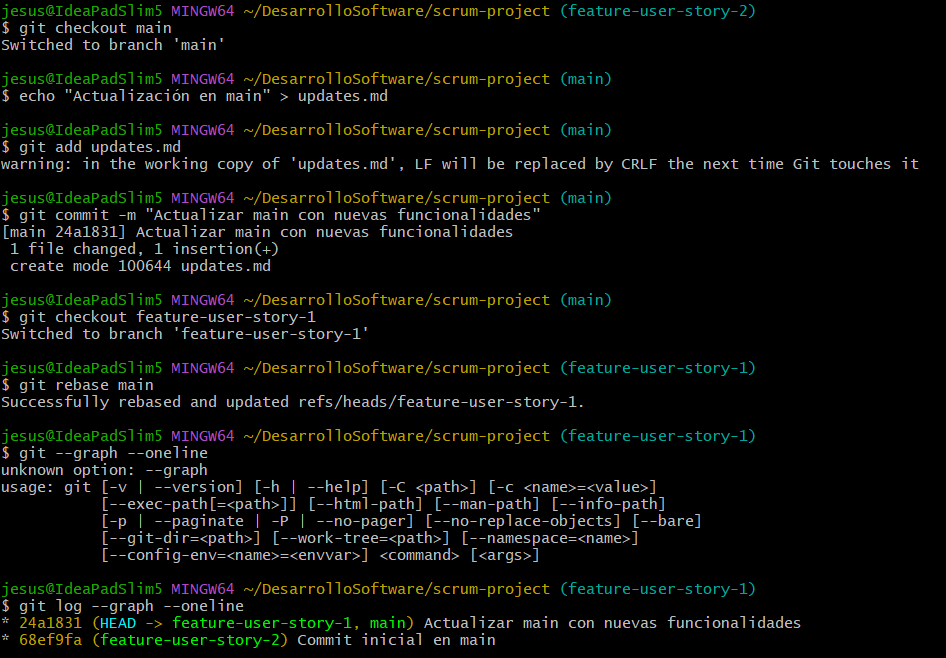 jesus@IdeaPadSlim5 MINGW64 ~/DesarrolloSoftware/scrum-project (feature-user-story-2)
$ git checkout main
Switched to branch 'main'

jesus@IdeaPadSlim5 MINGW64 ~/DesarrolloSoftware/scrum-project (main)
$ echo "Actualización en main" > updates.md

jesus@IdeaPadSlim5 MINGW64 ~/DesarrolloSoftware/scrum-project (main)
$ git add updates.md
warning: in the working copy of 'updates.md', LF will be replaced by CRLF the next time Git touches it

jesus@IdeaPadSlim5 MINGW64 ~/DesarrolloSoftware/scrum-project (main)
$ git commit -m "Actualizar main con nuevas funcionalidades"
[main 24a1831] Actualizar main con nuevas funcionalidades
 1 file changed, 1 insertion(+)
 create mode 100644 updates.md

jesus@IdeaPadSlim5 MINGW64 ~/DesarrolloSoftware/scrum-project (main)
$ git checkout feature-user-story-1
Switched to branch 'feature-user-story-1'

jesus@IdeaPadSlim5 MINGW64 ~/DesarrolloSoftware/scrum-project (feature-user-story-1)
$ git rebase main
Successfully rebased and updated refs/heads/feature-user-story-1.

jesus@IdeaPadSlim5 MINGW64 ~/DesarrolloSoftware/scrum-project (feature-user-story-1)
$ git --graph --oneline
unknown option: --graph
usage: git [-v | --version] [-h | --help] [-C <path>] [-c <name>=<value>]
           [--exec-path[=<path>]] [--html-path] [--man-path] [--info-path]
           [-p | --paginate | -P | --no-pager] [--no-replace-objects] [--bare]
           [--git-dir=<path>] [--work-tree=<path>] [--namespace=<name>]
           [--config-env=<name>=<envvar>] <command> [<args>]

jesus@IdeaPadSlim5 MINGW64 ~/DesarrolloSoftware/scrum-project (feature-user-story-1)
$ git log --graph --oneline
* 24a1831 (HEAD -> feature-user-story-1, main) Actualizar main con nuevas funcionalidades
* 68ef9fa (feature-user-story-2) Commit inicial en main